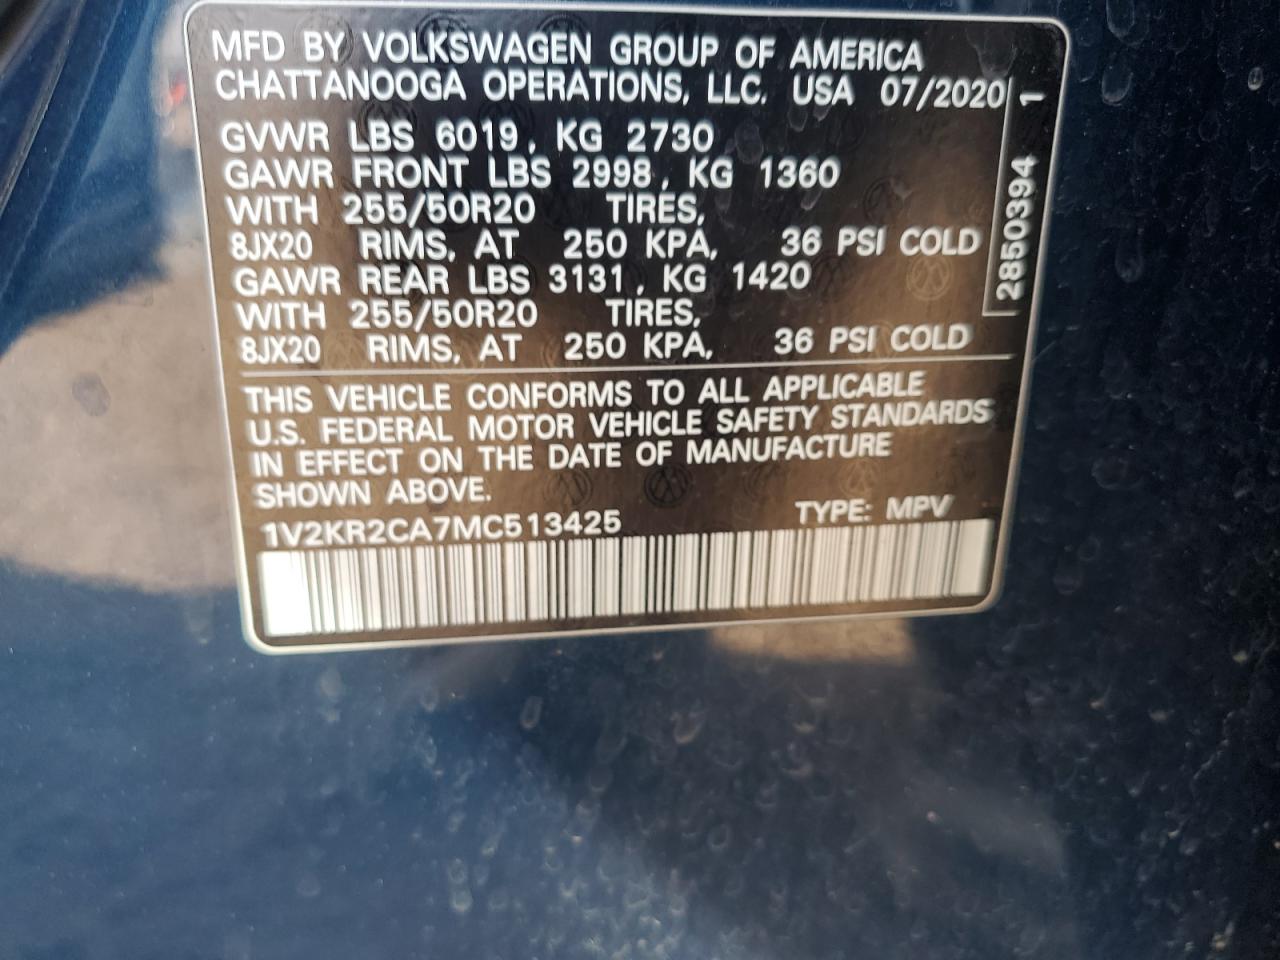 MFD BY VOLKSWAGEN GROUP OF AMERICA
CHATTANOOGA OPERATIONS, LLC. USA 07/2020
GVWR LBS 6019, KG 2730
GAWR FRONT LBS 2998, KG 1360
WITH 255/50R20 TIRES,
8JX20 RIMS, AT 250 KPA, 36 PSI COLD
GAWR REAR LBS 3131, KG 1420
WITH 255/50R20 TIRES,
8JX20 RIMS, AT 250 KPA, 36 PSI COLD
2850394 1
THIS VEHICLE CONFORMS TO ALL APPLICABLE
U.S. FEDERAL MOTOR VEHICLE SAFETY STANDARDS
IN EFFECT ON THE DATE OF MANUFACTURE
SHOWN ABOVE.
1V2KR2CA7MC513425 TYPE: MPV